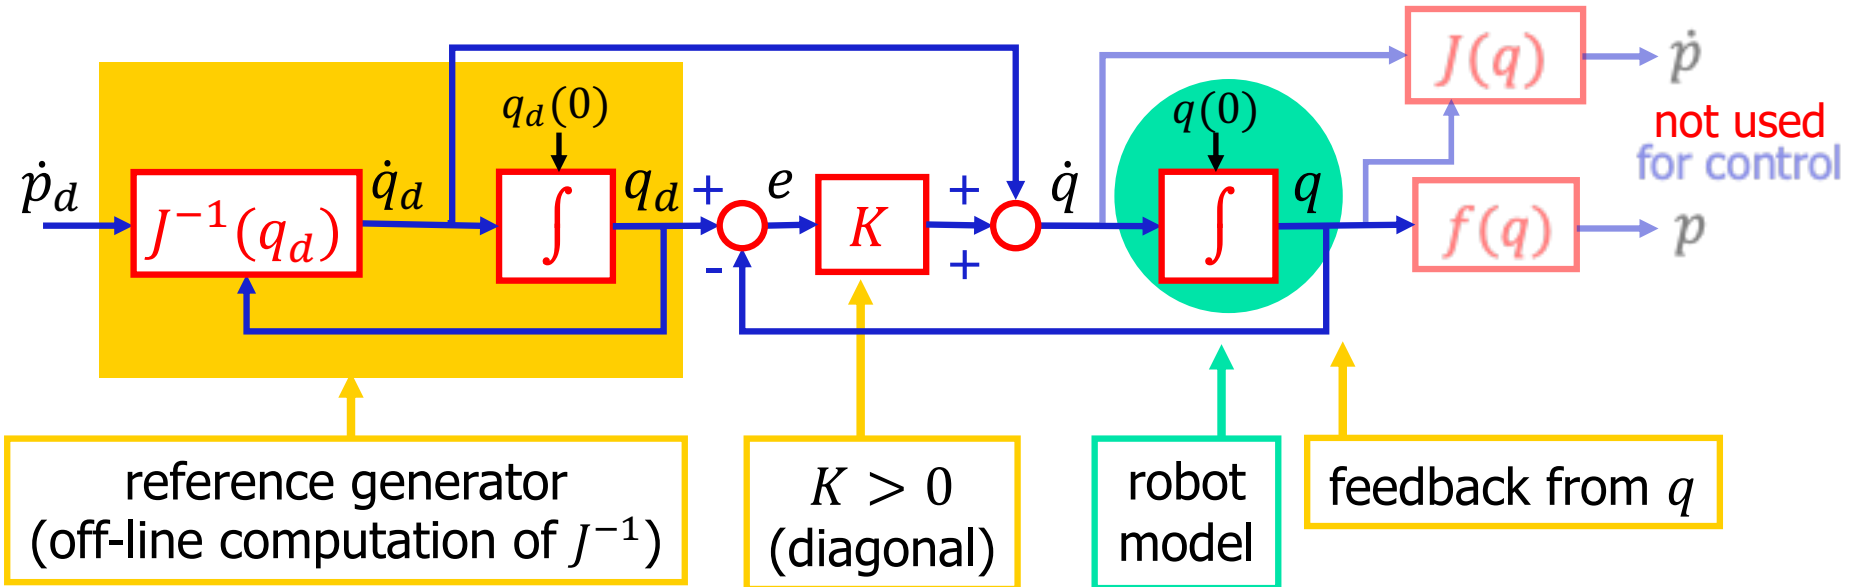 ṗ_d
J⁻¹(q_d)
q̇_d
q_d(0)
∫
q_d
+
-
e
K
+
+
q̇
q(0)
∫
q
J(q)
ṗ
not used
for control
f(q)
p
reference generator
(off-line computation of J⁻¹)
K > 0
(diagonal)
robot
model
feedback from q